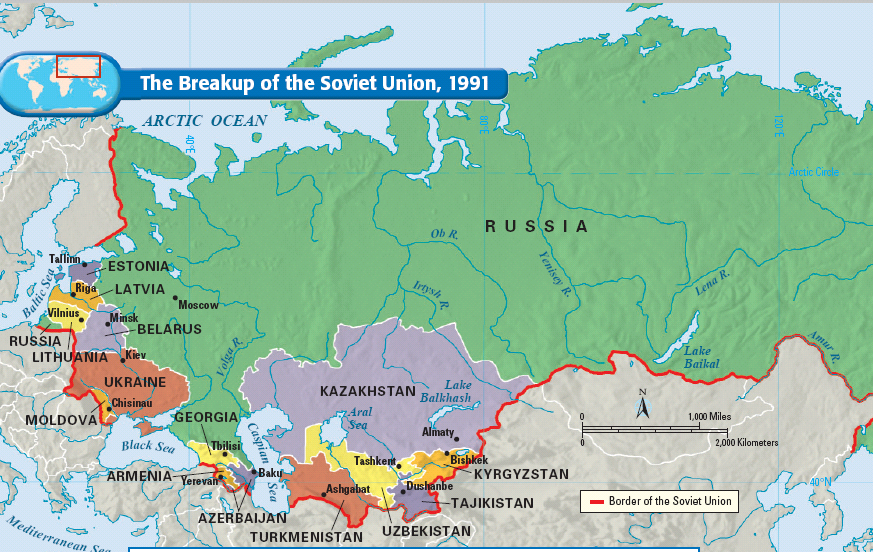 The Breakup of the Soviet Union, 1991
ARCTIC OCEAN
40°E
80°E
120°E
Arctic Circle
RUSSIA
Ob R.
Yenisey R.
Irtysh R.
Lena R.
Tallinn
ESTONIA
Baltic Sea
Riga
LATVIA
Moscow
Vilnius
Minsk
BELARUS
RUSSIA
LITHUANIA
Volga R.
Lake
Baikal
Amur R.
Kiev
UKRAINE
KAZAKHSTAN
Lake
Balkhash
Chisinau
MOLDOVA
GEORGIA
Aral
Sea
N
0
1,000 Miles
0
2,000 Kilometers
Black Sea
Tbilisi
Caspian Sea
Almaty
Tashkent
Bishkek
ARMENIA
Yerevan
Baku
KYRGYZSTAN
Ashgabat
Dushanbe
40°N
TAJIKISTAN
Border of the Soviet Union
AZERBAIJAN
Mediterranean Sea
TURKMENISTAN
UZBEKISTAN